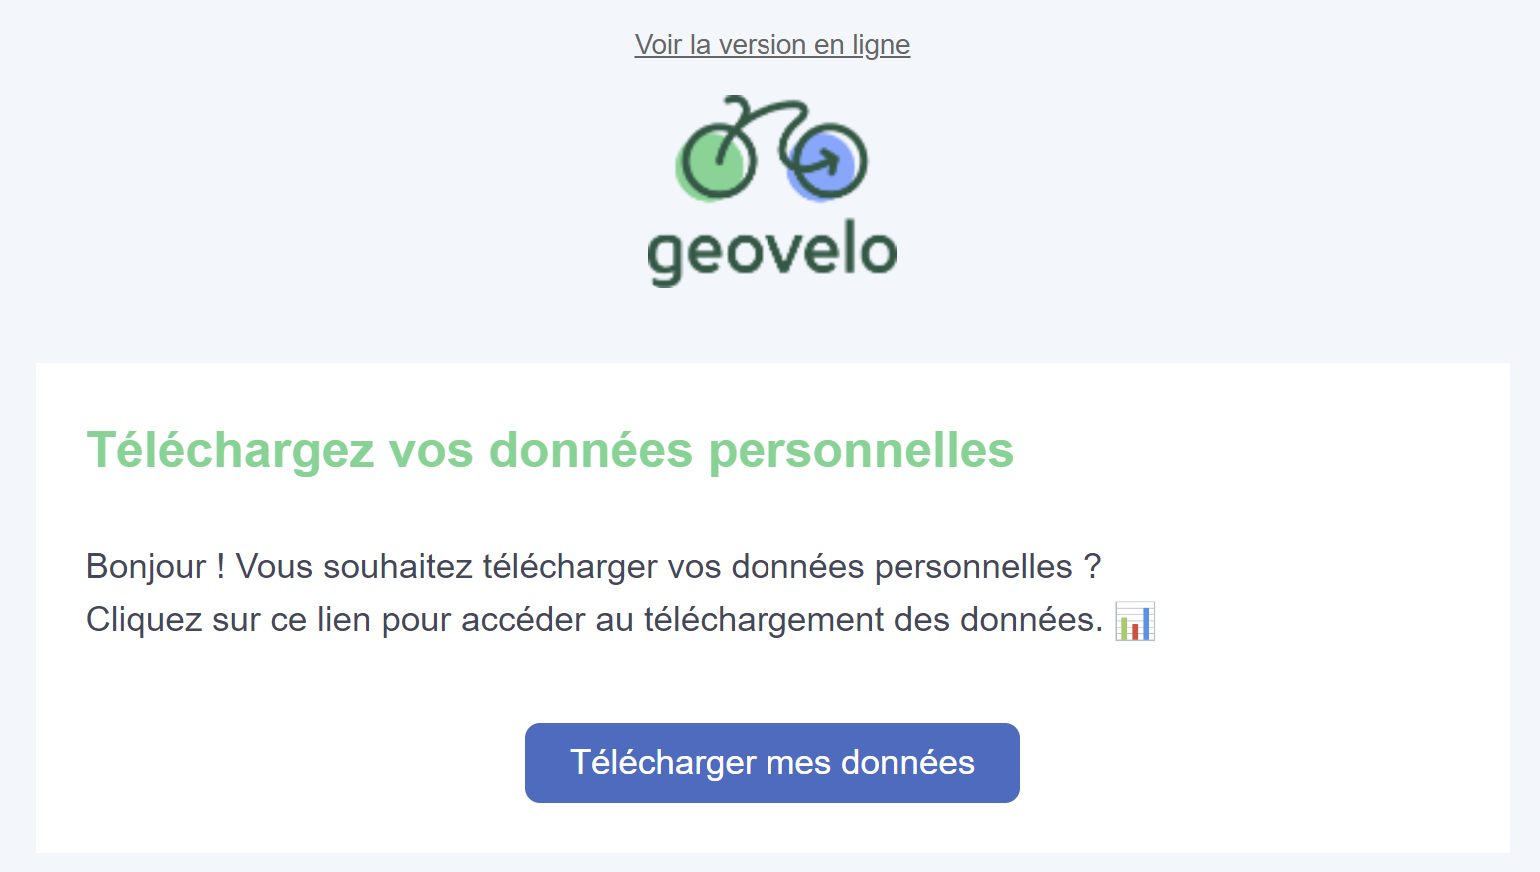 Voir la version en ligne
geovelo
Téléchargez vos données personnelles
Bonjour ! Vous souhaitez télécharger vos données personnelles ?
Cliquez sur ce lien pour accéder au téléchargement des données. 📊
Télécharger mes données